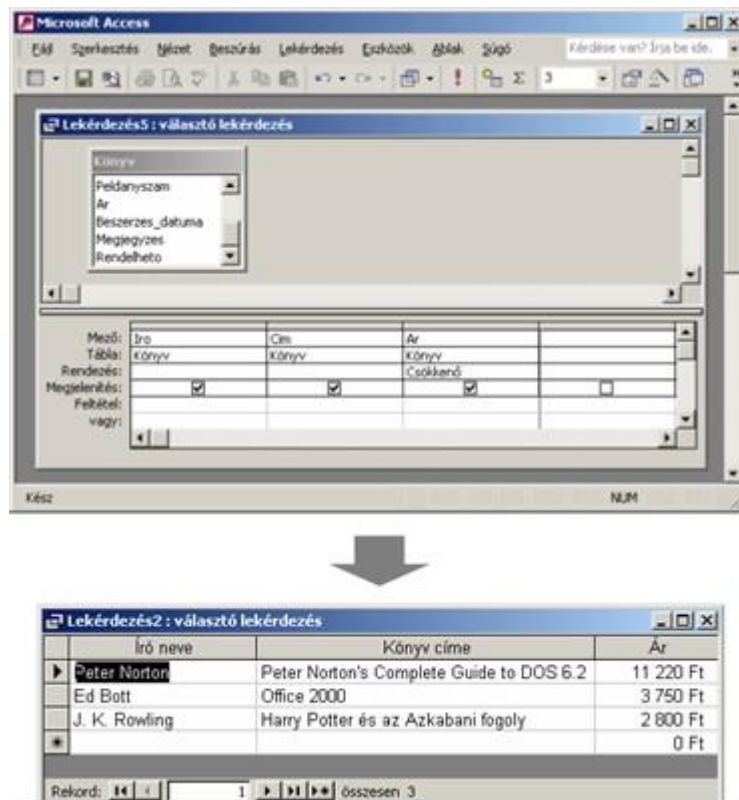 Microsoft Access
Fájl Szerkesztés Nézet Beszúrás Lekérdezés Eszközök Ablak Súgó Kérdése van? Írja be ide.
3
Lekérdezés5 : választó lekérdezés
Könyv
Peldanyszam
Ar
Beszerzes_datuma
Megjegyzes
Rendelheto
Mező: Iro Cim Ar
Tábla: Könyv Könyv Könyv
Rendezés: Csökkenő
Megjelenítés:
Feltétel:
vagy:
Kész NUM
Lekérdezés2 : választó lekérdezés
Író neve Könyv címe Ár
Peter Norton Peter Norton's Complete Guide to DOS 6.2 11 220 Ft
Ed Bott Office 2000 3 750 Ft
J. K. Rowling Harry Potter és az Azkabani fogoly 2 800 Ft
0 Ft
Rekord: 1 összesen 3